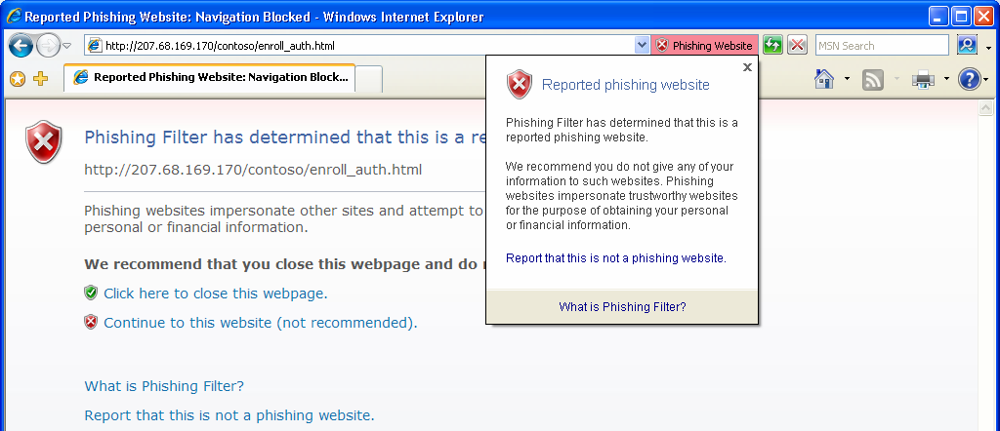 Reported Phishing Website: Navigation Blocked - Windows Internet Explorer
http://207.68.169.170/contoso/enroll_auth.html
Phishing Website
MSN Search
Reported Phishing Website: Navigation Block...
Reported phishing website
Phishing Filter has determined that this is a
reported phishing website.
We recommend you do not give any of your
information to such websites. Phishing
websites impersonate trustworthy websites
for the purpose of obtaining your personal
or financial information.
Report that this is not a phishing website.
What is Phishing Filter?
Phishing Filter has determined that this is a re
http://207.68.169.170/contoso/enroll_auth.html
Phishing websites impersonate other sites and attempt to
personal or financial information.
We recommend that you close this webpage and do
Click here to close this webpage.
Continue to this website (not recommended).
What is Phishing Filter?
Report that this is not a phishing website.